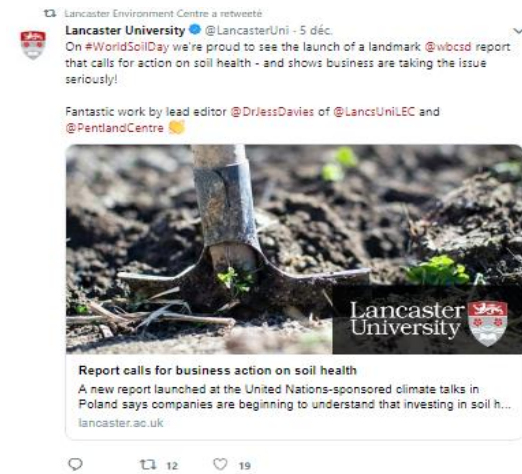 Lancaster Environment Centre a retweeté
Lancaster University @LancasterUni · 5 déc.
On #WorldSoilDay we're proud to see the launch of a landmark @wbcsd report
that calls for action on soil health - and shows business are taking the issue
seriously!
Fantastic work by lead editor @DrJessDavies of @LancsUniLEC and
@PentlandCentre 👏
Lancaster
University
Report calls for business action on soil health
A new report launched at the United Nations-sponsored climate talks in
Poland says companies are beginning to understand that investing in soil h...
lancaster.ac.uk
12 19